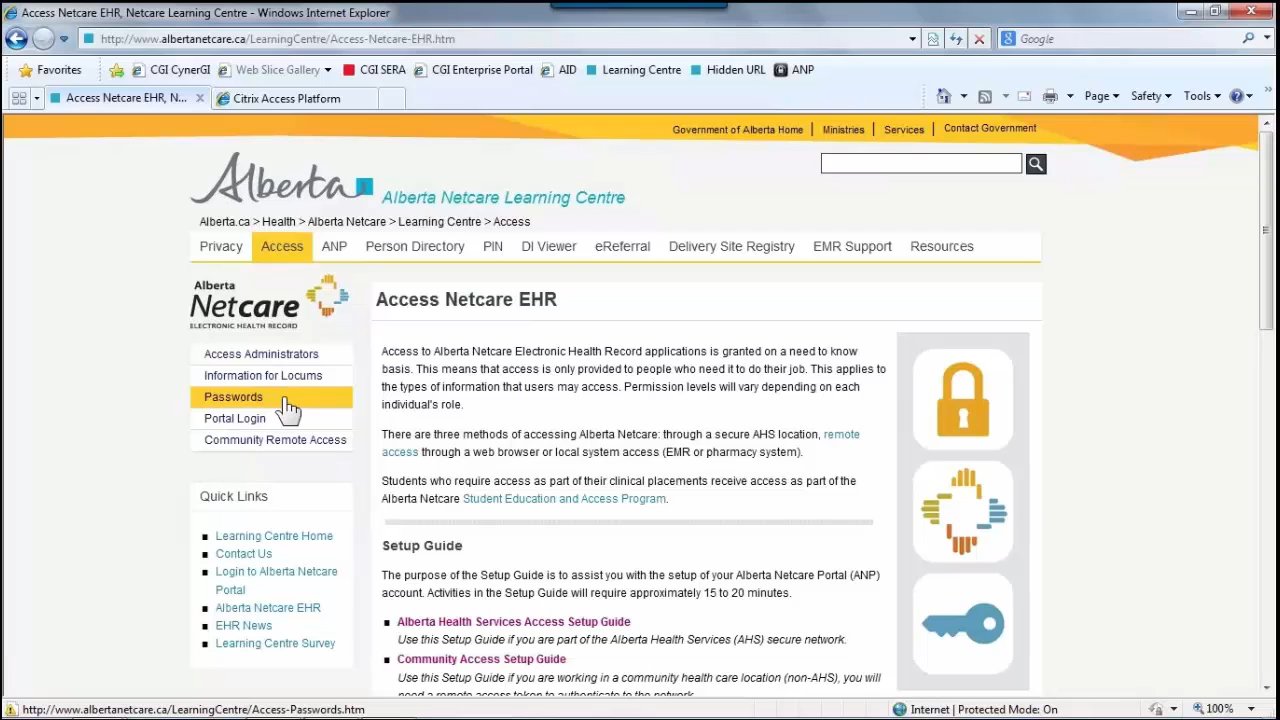 Access Netcare EHR, Netcare Learning Centre - Windows Internet Explorer
http://www.albertanetcare.ca/LearningCentre/Access-Netcare-EHR.htm
Google
Favorites
CGI CynerGI
Web Slice Gallery
CGI SERA
CGI Enterprise Portal
AID
Learning Centre
Hidden URL
ANP
Access Netcare EHR, N...
Citrix Access Platform
Page
Safety
Tools
Government of Alberta Home
Ministries
Services
Contact Government
Alberta
Alberta Netcare Learning Centre
Alberta.ca > Health > Alberta Netcare > Learning Centre > Access
Privacy
Access
ANP
Person Directory
PIN
DI Viewer
eReferral
Delivery Site Registry
EMR Support
Resources
Alberta
Netcare
ELECTRONIC HEALTH RECORD
Access Administrators
Information for Locums
Passwords
Portal Login
Community Remote Access
Quick Links
Learning Centre Home
Contact Us
Login to Alberta Netcare
Portal
Alberta Netcare EHR
EHR News
Learning Centre Survey
Access Netcare EHR
Access to Alberta Netcare Electronic Health Record applications is granted on a need to know
basis. This means that access is only provided to people who need it to do their job. This applies to
the types of information that users may access. Permission levels will vary depending on each
individual's role.
There are three methods of accessing Alberta Netcare: through a secure AHS location, remote
access through a web browser or local system access (EMR or pharmacy system).
Students who require access as part of their clinical placements receive access as part of the
Alberta Netcare Student Education and Access Program.
Setup Guide
The purpose of the Setup Guide is to assist you with the setup of your Alberta Netcare Portal (ANP)
account. Activities in the Setup Guide will require approximately 15 to 20 minutes.
Alberta Health Services Access Setup Guide
Use this Setup Guide if you are part of the Alberta Health Services (AHS) secure network.
Community Access Setup Guide
Use this Setup Guide if you are working in a community health care location (non-AHS), you will
need a remote access token to authenticate to the network.
http://www.albertanetcare.ca/LearningCentre/Access-Passwords.htm
Internet | Protected Mode: On
100%